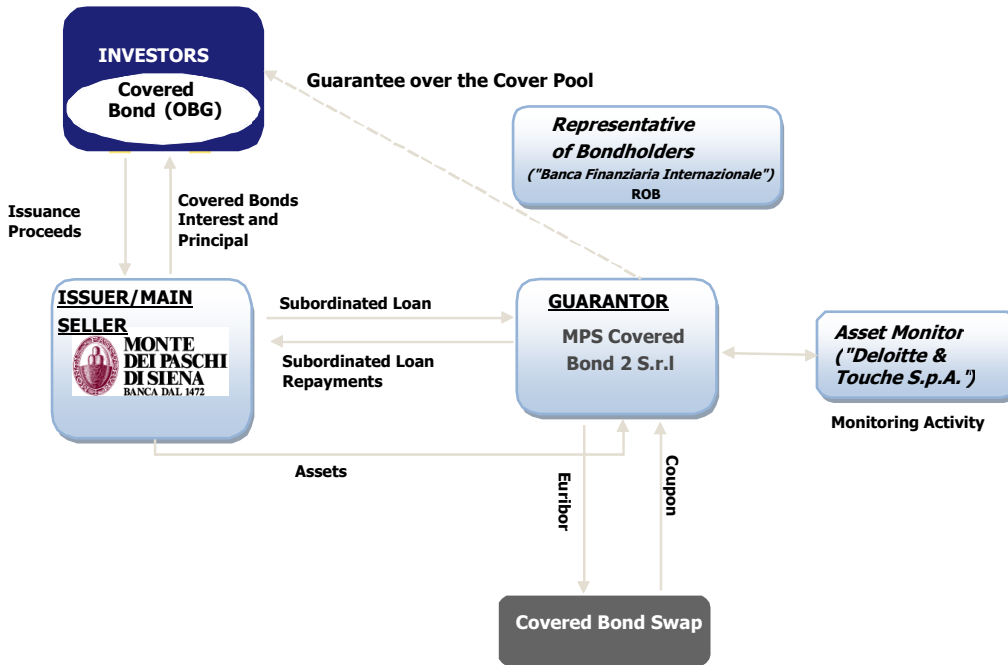 INVESTORS
Covered
Bond (OBG)
Guarantee over the Cover Pool
Representative
of Bondholders
("Banca Finanziaria Internazionale")
ROB
Issuance
Proceeds
Covered Bonds
Interest and
Principal
ISSUER/MAIN
SELLER
MONTE
DEI PASCHI
DI SIENA
BANCA DAL 1472
Subordinated Loan
Subordinated Loan
Repayments
GUARANTOR
MPS Covered
Bond 2 S.r.l
Asset Monitor
("Deloitte &
Touche S.p.A.")
Monitoring Activity
Assets
Euribor
Coupon
Covered Bond Swap